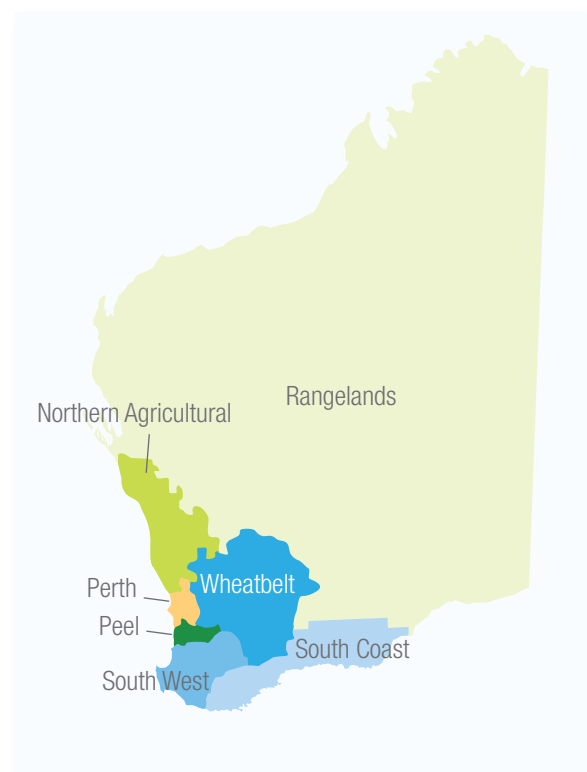 Rangelands
Northern Agricultural
Wheatbelt
Perth
Peel
South Coast
South West